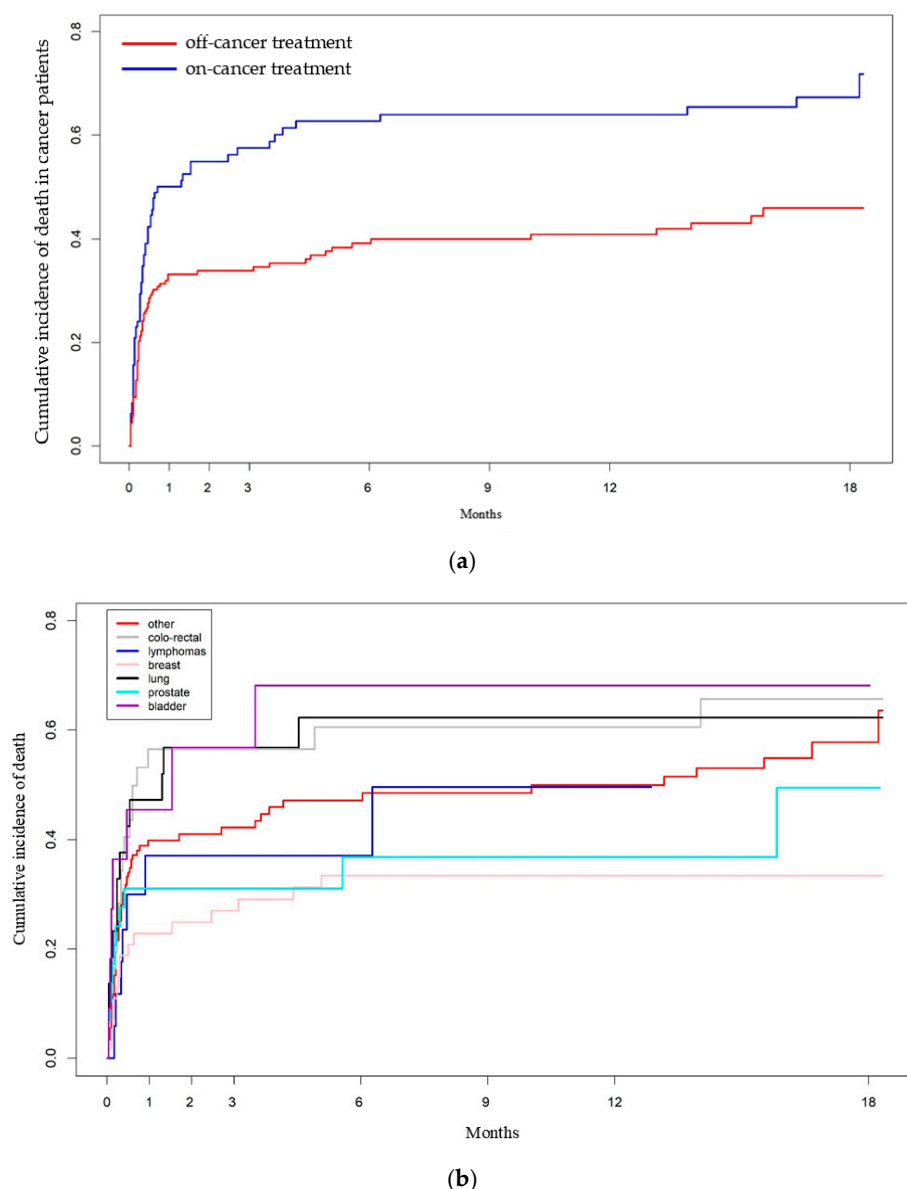 Cumulative incidence of death in cancer patients
0.8
0.6
0.4
0.2
0.0
off-cancer treatment
on-cancer treatment
0 1 2 3 6 9 12 18
Months
(a)
Cumulative incidence of death
0.8
0.6
0.4
0.2
0.0
other
colo-rectal
lymphomas
breast
lung
prostate
bladder
0 1 2 3 6 9 12 18
Months
(b)